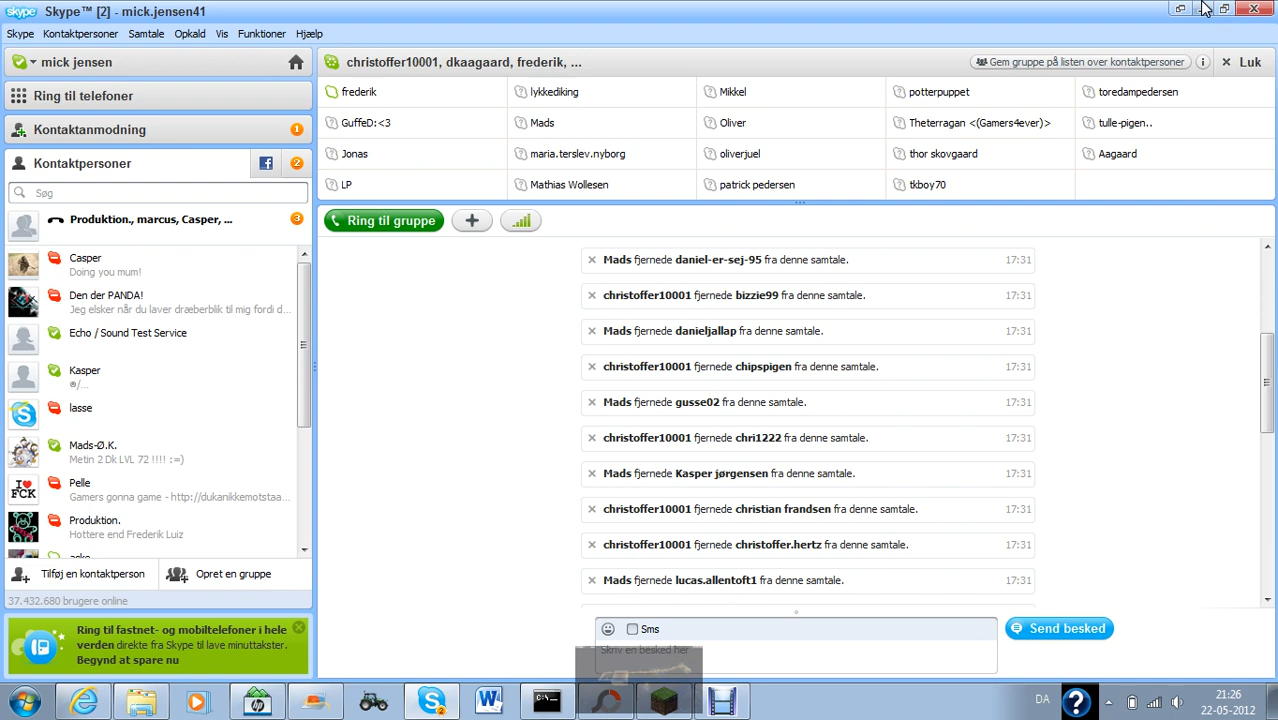 Skype™ [2] - mick.jensen41
Skype Kontaktpersoner Samtale Opkald Vis Funktioner Hjælp
mick jensen
Ring til telefoner
Kontaktanmodning 1
Kontaktpersoner 2
Søg
Produktion., marcus, Casper, ... 3
Casper
Doing you mum!
Den der PANDA!
Jeg elsker når du laver dræberblik til mig fordi d...
Echo / Sound Test Service
Kasper
®/...
lasse
Mads-Ø.K.
Metin 2 Dk LVL 72 !!!! :=)
Pelle
Gamers gonna game - http://dukanikkemotstaa...
I ♥ FCK
Produktion.
Hottere end Frederik Luiz
Tilføj en kontaktperson Opret en gruppe
37.432.680 brugere online
Ring til fastnet- og mobiltelefoner i hele
verden direkte fra Skype til lave minuttakster.
Begynd at spare nu
christoffer10001, dkaagaard, frederik, ... Gem gruppe på listen over kontaktpersoner Luk
frederik lykkediking Mikkel potterpuppet toredampedersen
GuffeD:<3 Mads Oliver Theterragan <(Gamers4ever)> tulle-pigen..
Jonas maria.terslev.nyborg oliverjuel thor skovgaard Aagaard
LP Mathias Wollesen patrick pedersen tkboy70
Ring til gruppe
Mads fjernede daniel-er-sej-95 fra denne samtale. 17:31
christoffer10001 fjernede bizzie99 fra denne samtale. 17:31
Mads fjernede danieljallap fra denne samtale. 17:31
christoffer10001 fjernede chipspigen fra denne samtale. 17:31
Mads fjernede gusse02 fra denne samtale. 17:31
christoffer10001 fjernede chri1222 fra denne samtale. 17:31
Mads fjernede Kasper jørgensen fra denne samtale. 17:31
christoffer10001 fjernede christian frandsen fra denne samtale. 17:31
christoffer10001 fjernede christoffer.hertz fra denne samtale. 17:31
Mads fjernede lucas.allentoft1 fra denne samtale. 17:31
Sms
Skriv en besked her
Send besked
DA
21:26
22-05-2012